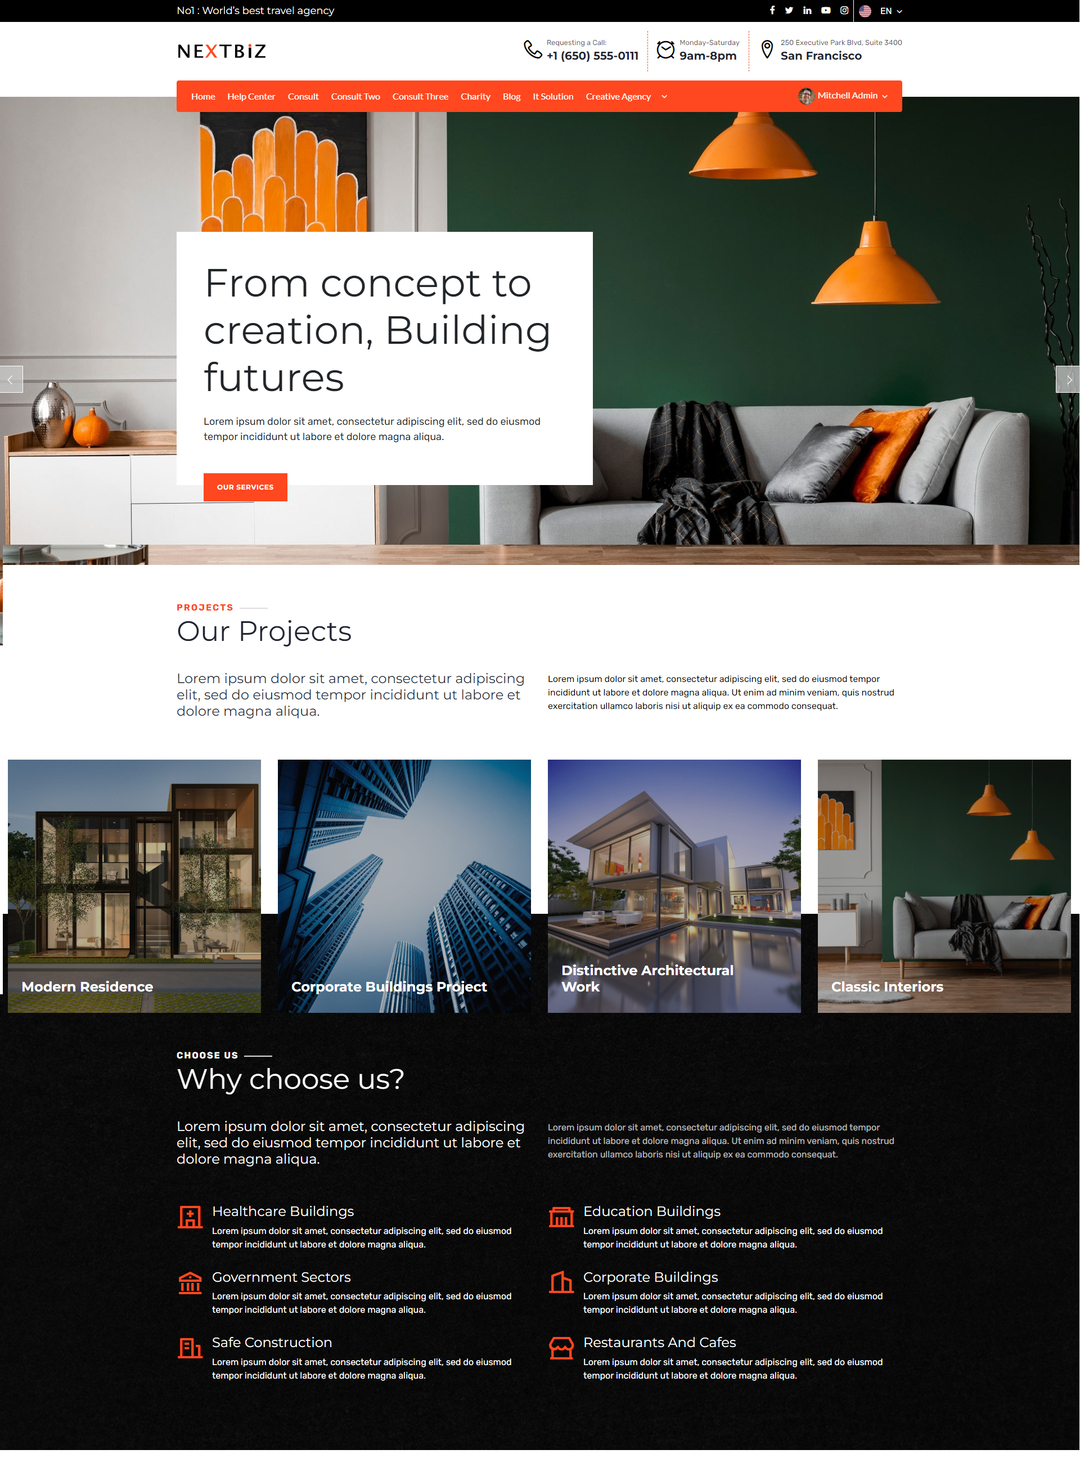 No1 : World's best travel agency
EN
NEXTBIZ
Requesting a Call:
+1 (650) 555-0111
Monday-Saturday
9am-8pm
250 Executive Park Blvd, Suite 3400
San Francisco
Home Help Center Consult Consult Two Consult Three Charity Blog It Solution Creative Agency
Mitchell Admin
From concept to
creation, Building
futures
Lorem ipsum dolor sit amet, consectetur adipiscing elit, sed do eiusmod
tempor incididunt ut labore et dolore magna aliqua.
OUR SERVICES
PROJECTS
Our Projects
Lorem ipsum dolor sit amet, consectetur adipiscing
elit, sed do eiusmod tempor incididunt ut labore et
dolore magna aliqua.
Lorem ipsum dolor sit amet, consectetur adipiscing elit, sed do eiusmod tempor
incididunt ut labore et dolore magna aliqua. Ut enim ad minim veniam, quis nostrud
exercitation ullamco laboris nisi ut aliquip ex ea commodo consequat.
Modern Residence
Corporate Buildings Project
Distinctive Architectural
Work
Classic Interiors
CHOOSE US
Why choose us?
Lorem ipsum dolor sit amet, consectetur adipiscing
elit, sed do eiusmod tempor incididunt ut labore et
dolore magna aliqua.
Lorem ipsum dolor sit amet, consectetur adipiscing elit, sed do eiusmod tempor
incididunt ut labore et dolore magna aliqua. Ut enim ad minim veniam, quis nostrud
exercitation ullamco laboris nisi ut aliquip ex ea commodo consequat.
Healthcare Buildings
Lorem ipsum dolor sit amet, consectetur adipiscing elit, sed do eiusmod
tempor incididunt ut labore et dolore magna aliqua.
Education Buildings
Lorem ipsum dolor sit amet, consectetur adipiscing elit, sed do eiusmod
tempor incididunt ut labore et dolore magna aliqua.
Government Sectors
Lorem ipsum dolor sit amet, consectetur adipiscing elit, sed do eiusmod
tempor incididunt ut labore et dolore magna aliqua.
Corporate Buildings
Lorem ipsum dolor sit amet, consectetur adipiscing elit, sed do eiusmod
tempor incididunt ut labore et dolore magna aliqua.
Safe Construction
Lorem ipsum dolor sit amet, consectetur adipiscing elit, sed do eiusmod
tempor incididunt ut labore et dolore magna aliqua.
Restaurants And Cafes
Lorem ipsum dolor sit amet, consectetur adipiscing elit, sed do eiusmod
tempor incididunt ut labore et dolore magna aliqua.